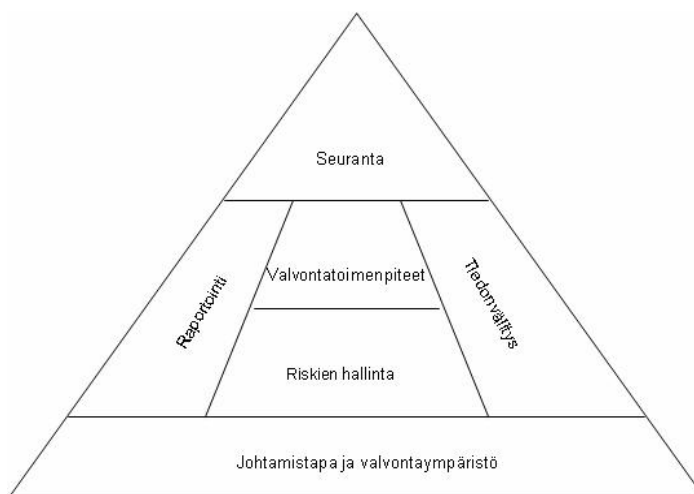 Seuranta
Raportointi
Valvontatoimenpiteet
Tiedonvälitys
Riskien hallinta
Johtamistapa ja valvontaympäristö